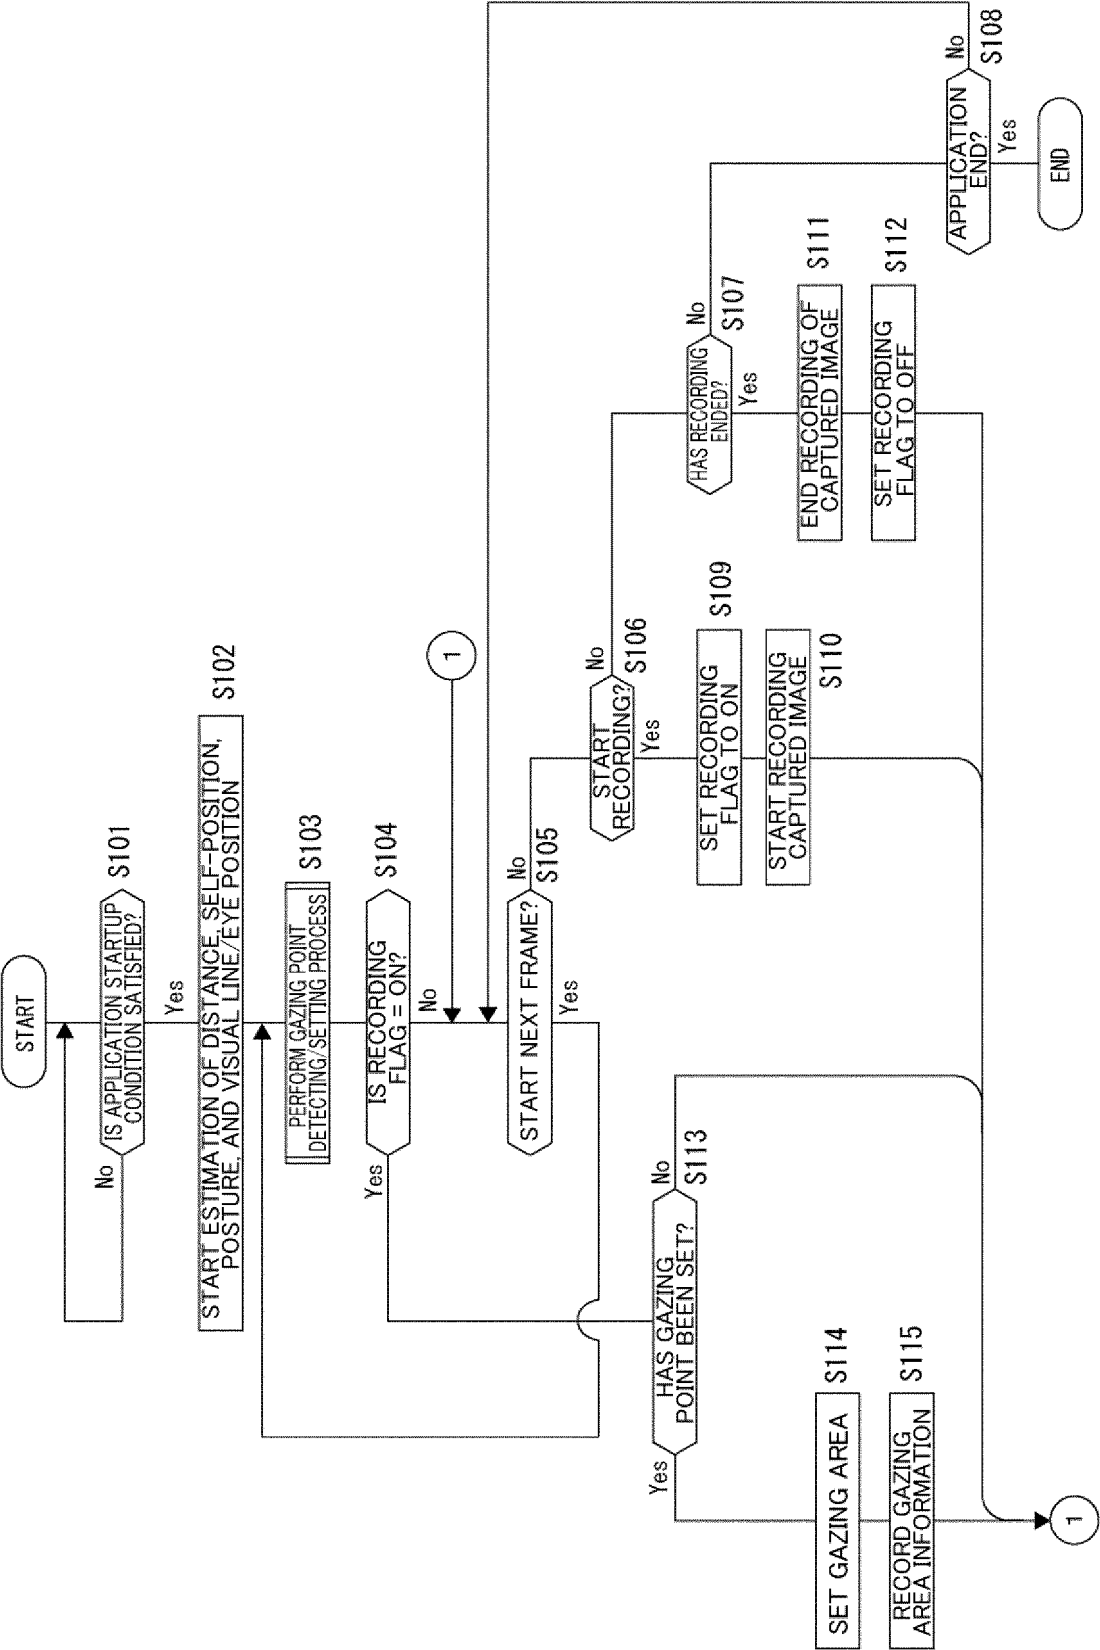 START
IS APPLICATION STARTUP
CONDITION SATISFIED?
S101
No
Yes
START ESTIMATION OF DISTANCE, SELF-POSITION,
POSTURE, AND VISUAL LINE/EYE POSITION
S102
PERFORM GAZING POINT
DETECTING/SETTING PROCESS
S103
IS RECORDING
FLAG = ON?
S104
Yes
No
1
START NEXT FRAME?
S105
No
Yes
START
RECORDING?
S106
No
Yes
HAS GAZING
POINT BEEN SET?
S113
No
Yes
SET RECORDING
FLAG TO ON
S109
START RECORDING
CAPTURED IMAGE
S110
HAS RECORDING
ENDED?
S107
No
Yes
END RECORDING OF
CAPTURED IMAGE
S111
SET RECORDING
FLAG TO OFF
S112
SET GAZING AREA
S114
RECORD GAZING
AREA INFORMATION
S115
APPLICATION
END?
S108
No
Yes
END
1